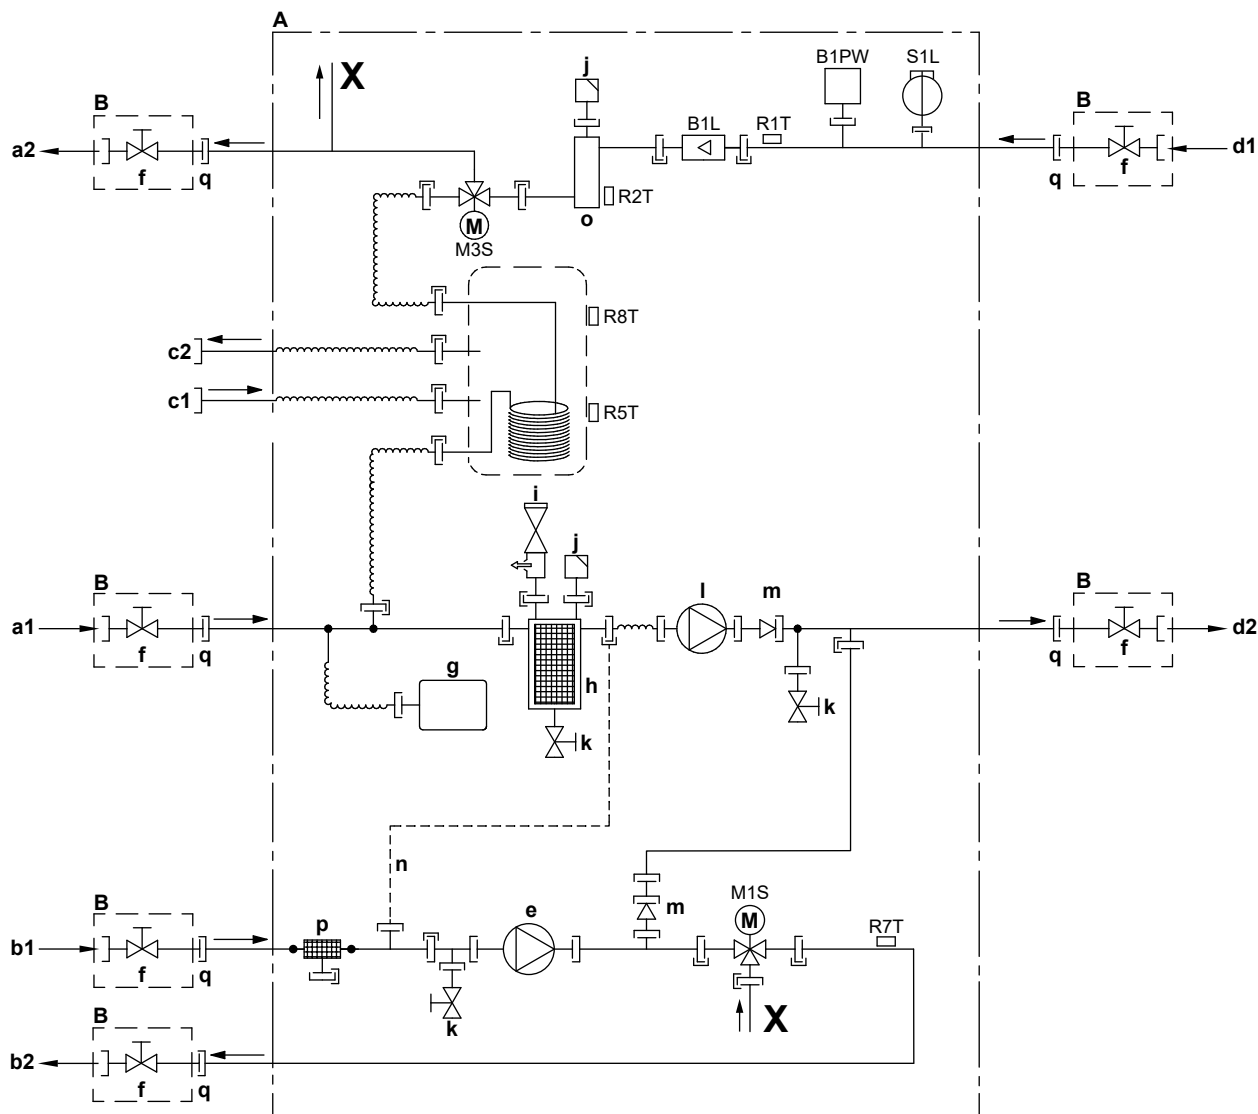 A
X
j
B1PW
S1L
B
B
a2
f
q
B1L
R1T
q
f
d1
R2T
o
M
M3S
R8T
c2
c1
R5T
i
j
B
l
m
B
a1
f
q
q
f
d2
g
h
k
k
n
B
p
e
m
M1S
M
R7T
b1
f
q
k
X
B
b2
f
q